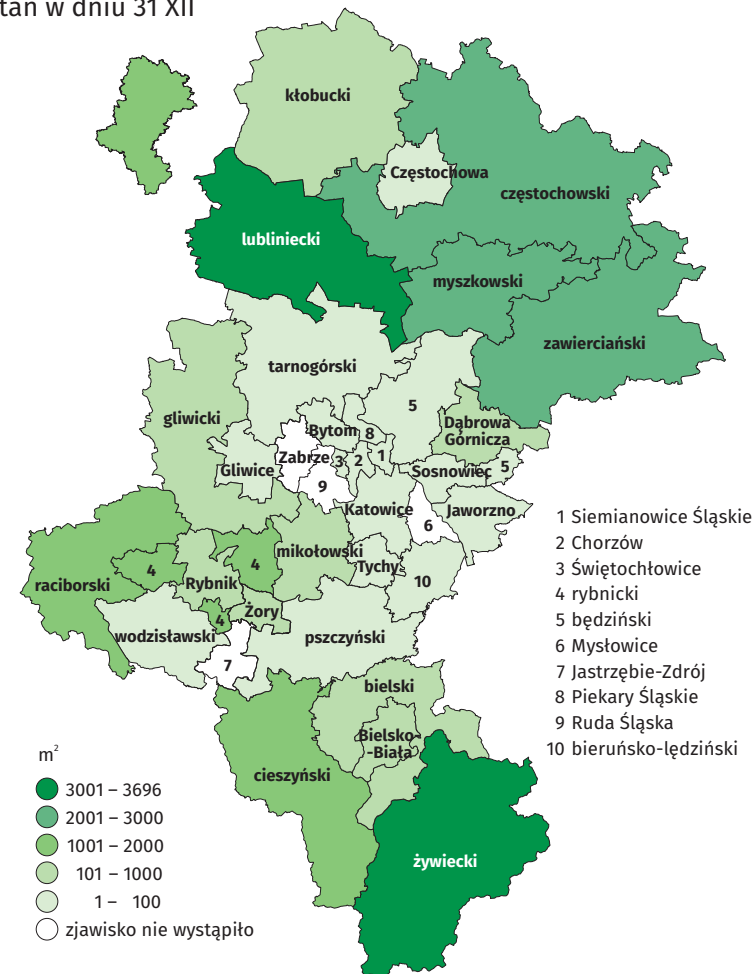 tan w dniu 31 XII
kłobucki
Częstochowa
częstochowski
lubliniecki
myszkowski
zawierciański
tarnogórski
5
gliwicki
Bytom
8
Dąbrowa
Górnicza
Zabrze
3
2
1
Gliwice
Sosnowiec
5
9
Katowice
6
Jaworzno
mikołowski
4
4
raciborski
Rybnik
Tychy
10
Żory
4
wodzisławski
pszczyński
7
bielski
Bielsko-
-Biała
cieszyński
żywiecki
1 Siemianowice Śląskie
2 Chorzów
3 Świętochłowice
4 rybnicki
5 będziński
6 Mysłowice
7 Jastrzębie-Zdrój
8 Piekary Śląskie
9 Ruda Śląska
10 bieruńsko-lędziński
m²
3001 – 3696
2001 – 3000
1001 – 2000
101 – 1000
1 – 100
zjawisko nie wystąpiło